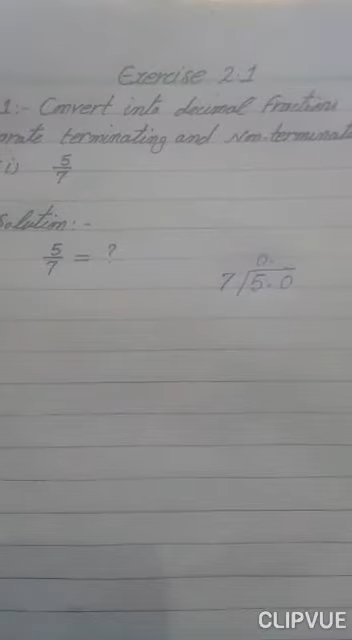 Exercise 2.1
1:- Convert into decimal Fractions
terminating and Non-terminat
i) 5/7
Solution:-
5/7 = ?
0.
7 / 5.0
CLIPVUE